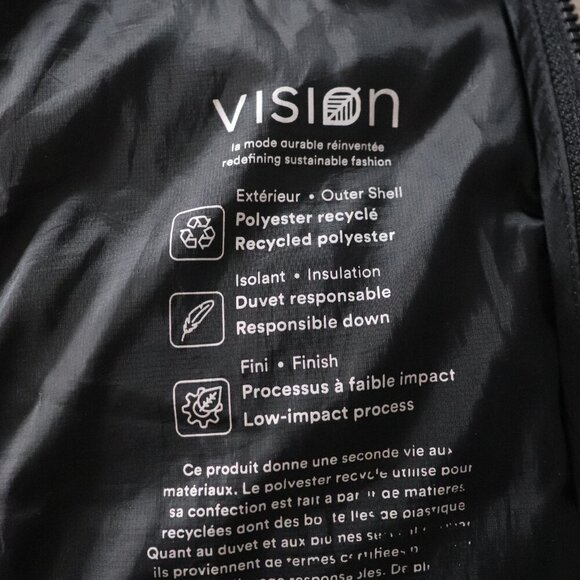 vision
la mode durable réinventée
redefining sustainable fashion
Extérieur • Outer Shell
Polyester recyclé
Recycled polyester
Isolant • Insulation
Duvet responsable
Responsible down
Fini • Finish
Processus à faible impact
Low-impact process
Ce produit donne une seconde vie aux
matériaux. Le polyester recyclé utilisé pour
sa confection est fait à partir de matières
recyclées dont des bouteilles de plastique
Quant au duvet et aux plumes
ils proviennent de fermes certifiées